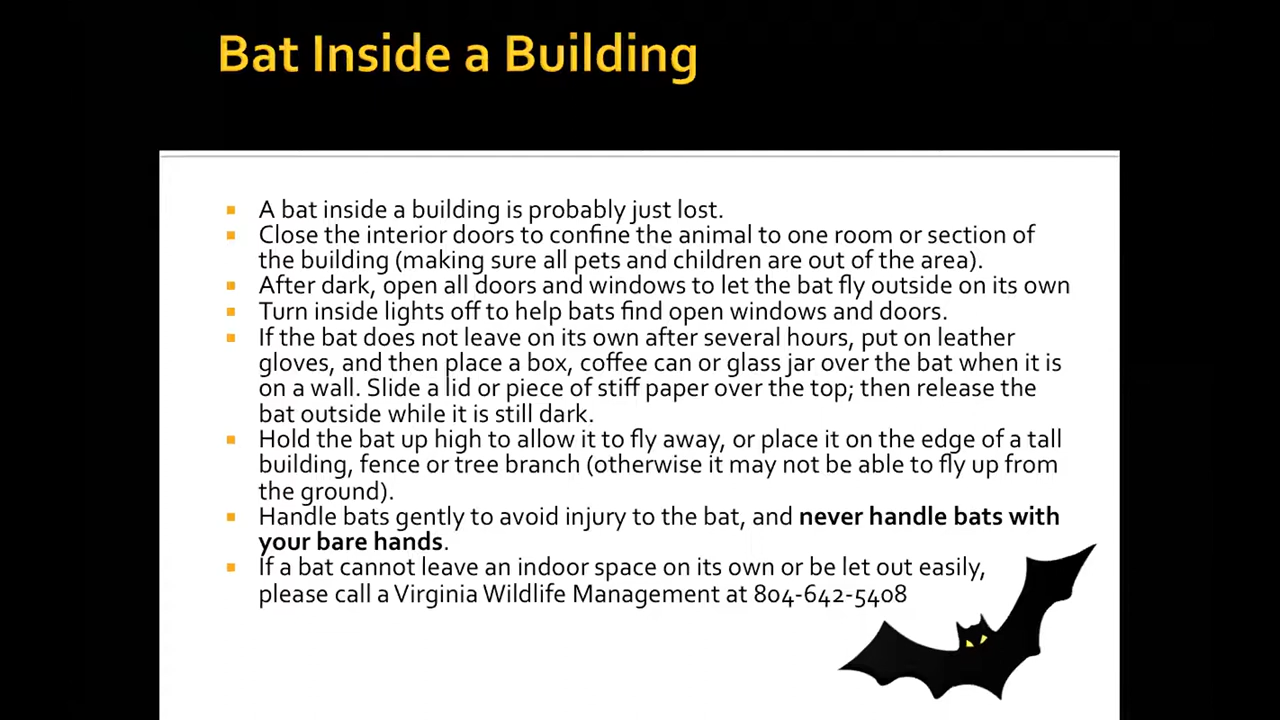 Bat Inside a Building
A bat inside a building is probably just lost.
Close the interior doors to confine the animal to one room or section of
the building (making sure all pets and children are out of the area).
After dark, open all doors and windows to let the bat fly outside on its own
Turn inside lights off to help bats find open windows and doors.
If the bat does not leave on its own after several hours, put on leather
gloves, and then place a box, coffee can or glass jar over the bat when it is
on a wall. Slide a lid or piece of stiff paper over the top; then release the
bat outside while it is still dark.
Hold the bat up high to allow it to fly away, or place it on the edge of a tall
building, fence or tree branch (otherwise it may not be able to fly up from
the ground).
Handle bats gently to avoid injury to the bat, and never handle bats with
your bare hands.
If a bat cannot leave an indoor space on its own or be let out easily,
please call a Virginia Wildlife Management at 804-642-5408